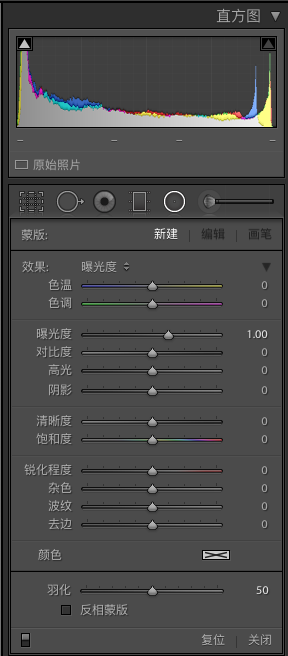 直方图
原始照片
蒙版: 新建 | 编辑 | 画笔
效果: 曝光度
色温 0
色调 0
曝光度 1.00
对比度 0
高光 0
阴影 0
清晰度 0
饱和度 0
锐化程度 0
杂色 0
波纹 0
去边 0
颜色
羽化 50
反相蒙版
复位 | 关闭